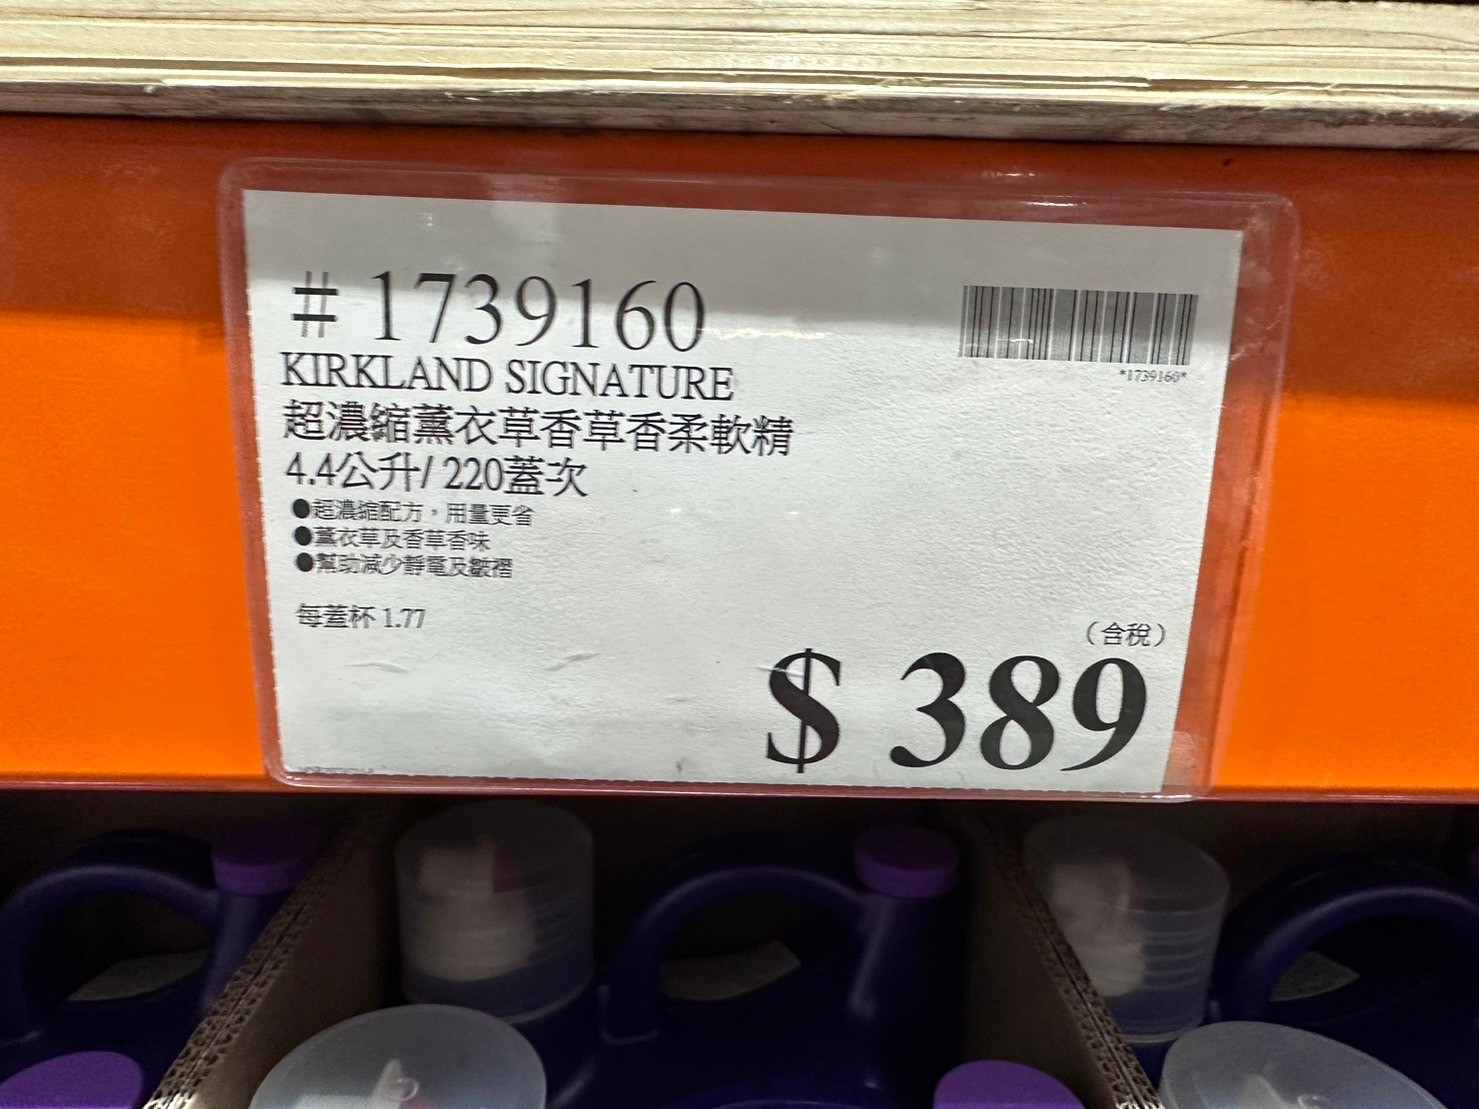 # 1739160
*1739160*
KIRKLAND SIGNATURE
超濃縮薰衣草香草香柔軟精
4.4公升/ 220蓋次
●超濃縮配方，用量更省
●薰衣草及香草香味
●幫助減少靜電及皺褶
每蓋杯 1.77
（含稅）
$ 389